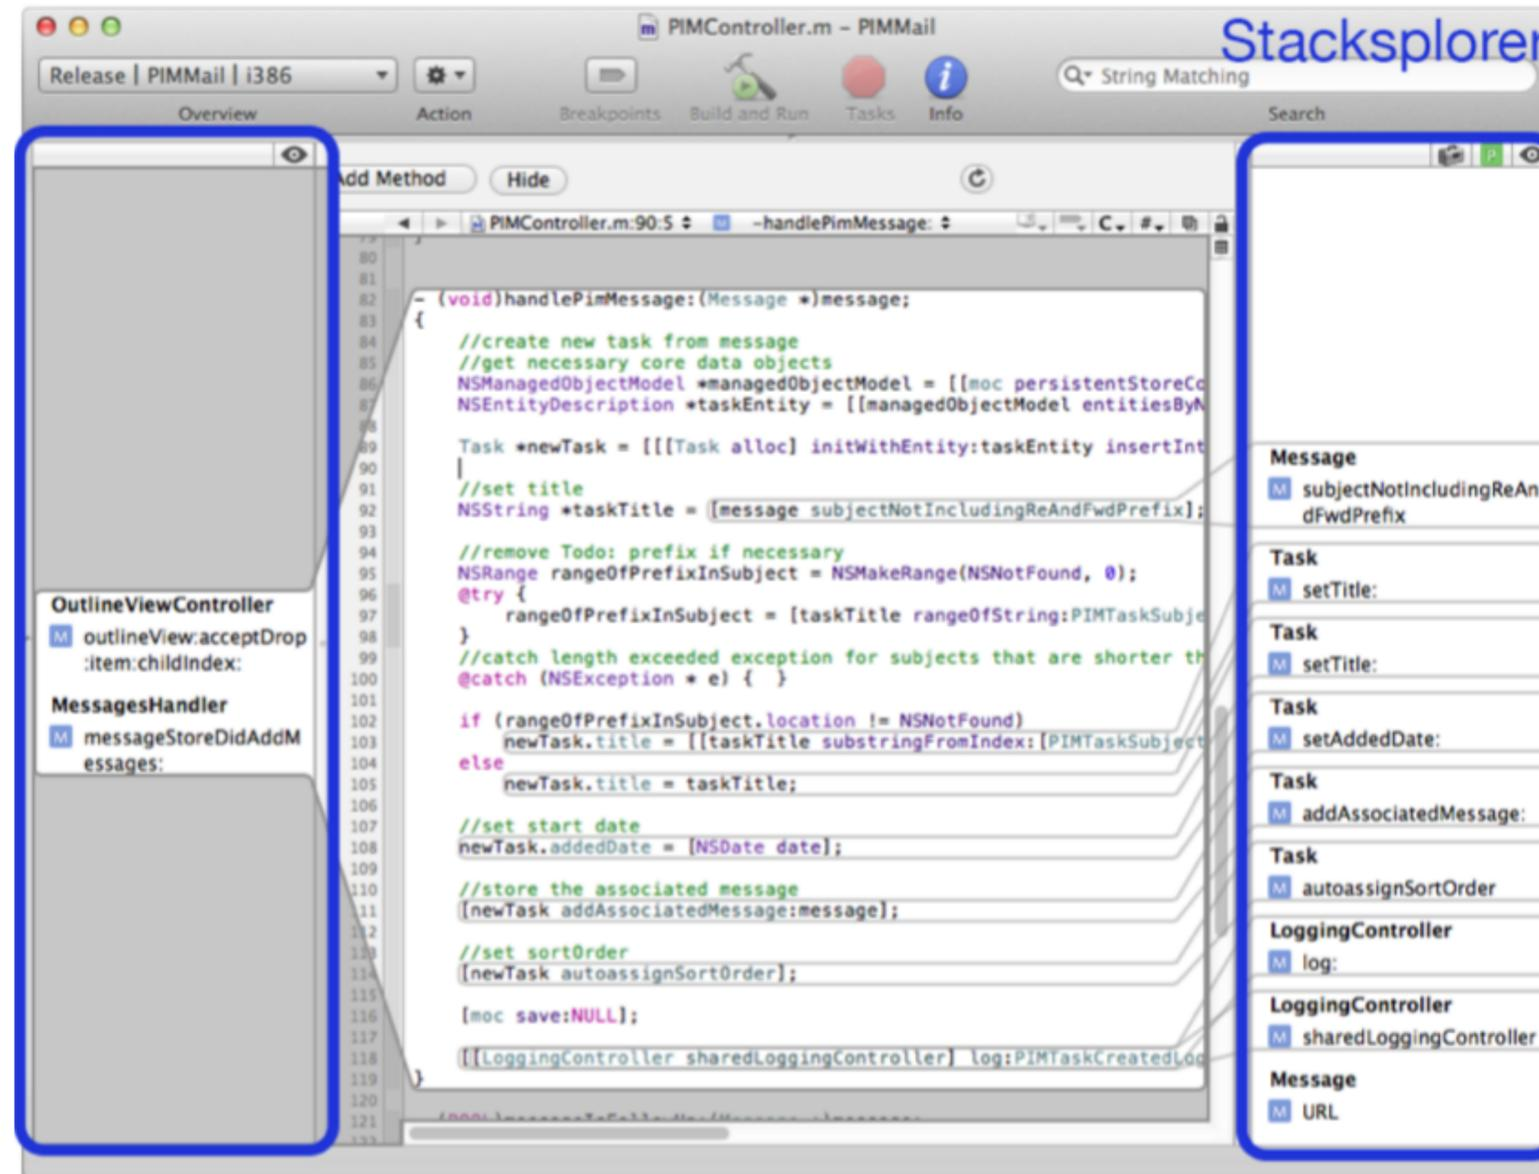 PIMController.m – PIMMail
Stacksplorer
Release | PIMMail | i386
String Matching
Overview
Action
Breakpoints
Build and Run
Tasks
Info
Search
Add Method
Hide
PIMController.m:90:5
-handlePimMessage:
C
#
OutlineViewController
M outlineView:acceptDrop
:item:childIndex:
MessagesHandler
M messageStoreDidAddM
essages:
79 }
80
81
82 - (void)handlePimMessage:(Message *)message;
83 {
84 //create new task from message
85 //get necessary core data objects
86 NSManagedObjectModel *managedObjectModel = [[moc persistentStoreCo
87 NSEntityDescription *taskEntity = [[managedObjectModel entitiesByN
88
89 Task *newTask = [[[Task alloc] initWithEntity:taskEntity insertInt
90
91 //set title
92 NSString *taskTitle = [message subjectNotIncludingReAndFwdPrefix];
93
94 //remove Todo: prefix if necessary
95 NSRange rangeOfPrefixInSubject = NSMakeRange(NSNotFound, 0);
96 @try {
97 rangeOfPrefixInSubject = [taskTitle rangeOfString:PIMTaskSubje
98 }
99 //catch length exceeded exception for subjects that are shorter th
100 @catch (NSException * e) { }
101
102 if (rangeOfPrefixInSubject.location != NSNotFound)
103 newTask.title = [[taskTitle substringFromIndex:[PIMTaskSubject
104 else
105 newTask.title = taskTitle;
106
107 //set start date
108 newTask.addedDate = [NSDate date];
109
110 //store the associated message
111 [newTask addAssociatedMessage:message];
112
113 //set sortOrder
114 [newTask autoassignSortOrder];
115
116 [moc save:NULL];
117
118 [[LoggingController sharedLoggingController] log:PIMTaskCreatedLog
119 }
120
121
P
Message
M subjectNotIncludingReAn
dFwdPrefix
Task
M setTitle:
Task
M setTitle:
Task
M setAddedDate:
Task
M addAssociatedMessage:
Task
M autoassignSortOrder
LoggingController
M log:
LoggingController
M sharedLoggingController
Message
M URL